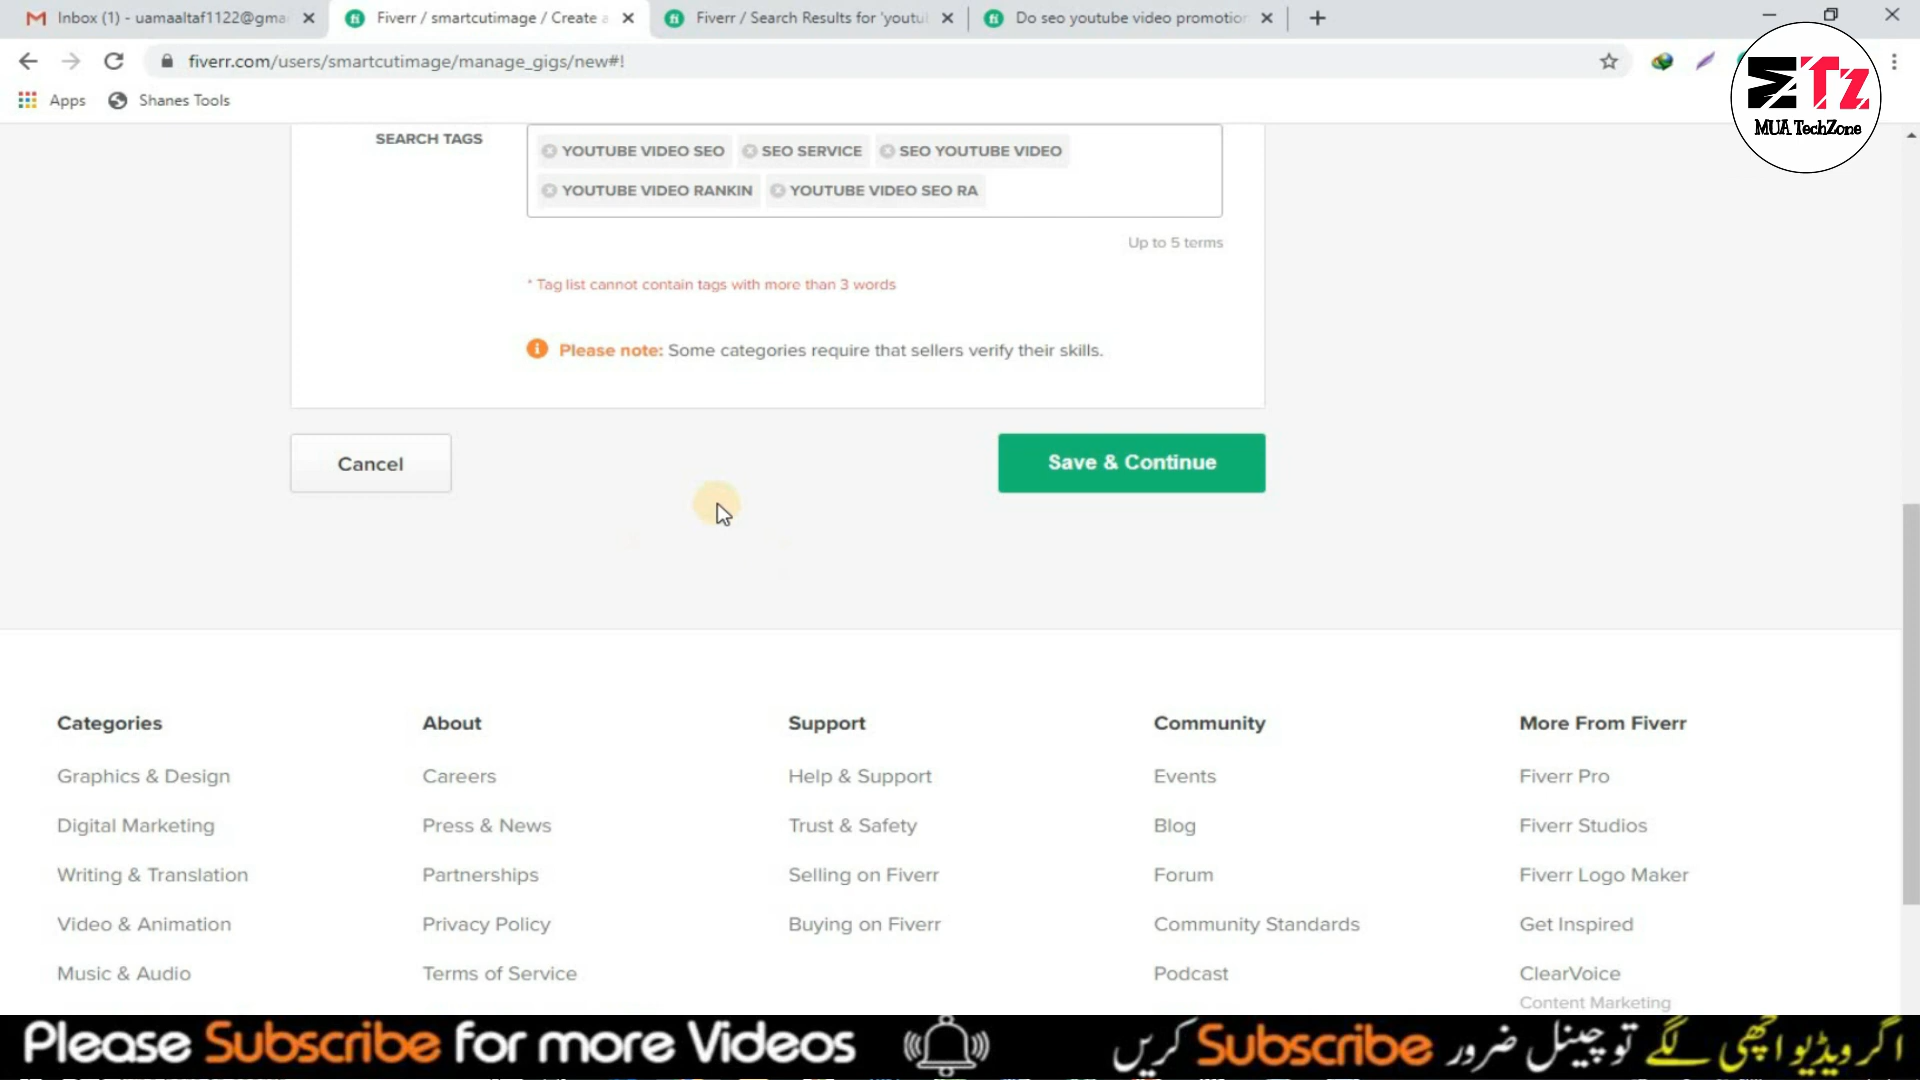 Inbox (1) - uamaaltaf1122@gmai
Fiverr / smartcutimage / Create a
Fiverr / Search Results for 'youtu
Do seo youtube video promotion
fiverr.com/users/smartcutimage/manage_gigs/new#!
Apps
Shanes Tools
MTz
MUA TechZone
SEARCH TAGS
YOUTUBE VIDEO SEO
SEO SERVICE
SEO YOUTUBE VIDEO
YOUTUBE VIDEO RANKIN
YOUTUBE VIDEO SEO RA
Up to 5 terms
* Tag list cannot contain tags with more than 3 words
Please note: Some categories require that sellers verify their skills.
Cancel
Save & Continue
Categories
Graphics & Design
Digital Marketing
Writing & Translation
Video & Animation
Music & Audio
About
Careers
Press & News
Partnerships
Privacy Policy
Terms of Service
Support
Help & Support
Trust & Safety
Selling on Fiverr
Buying on Fiverr
Community
Events
Blog
Forum
Community Standards
Podcast
More From Fiverr
Fiverr Pro
Fiverr Studios
Fiverr Logo Maker
Get Inspired
ClearVoice
Content Marketing
Please Subscribe for more Videos
اگر ویڈیو اچھی لگے تو چینل ضرور Subscribe کریں